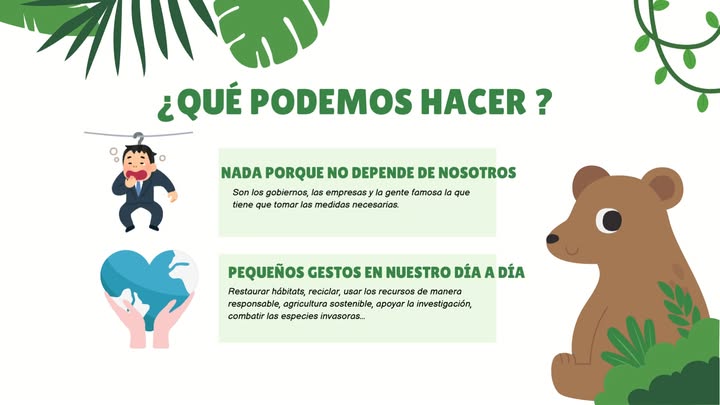 ¿QUÉ PODEMOS HACER ?
NADA PORQUE NO DEPENDE DE NOSOTROS
Son los gobiernos, las empresas y la gente famosa la que
tiene que tomar las medidas necesarias.
PEQUEÑOS GESTOS EN NUESTRO DÍA A DÍA
Restaurar hábitats, reciclar, usar los recursos de manera
responsable, agricultura sostenible, apoyar la investigación,
combatir las especies invasoras...